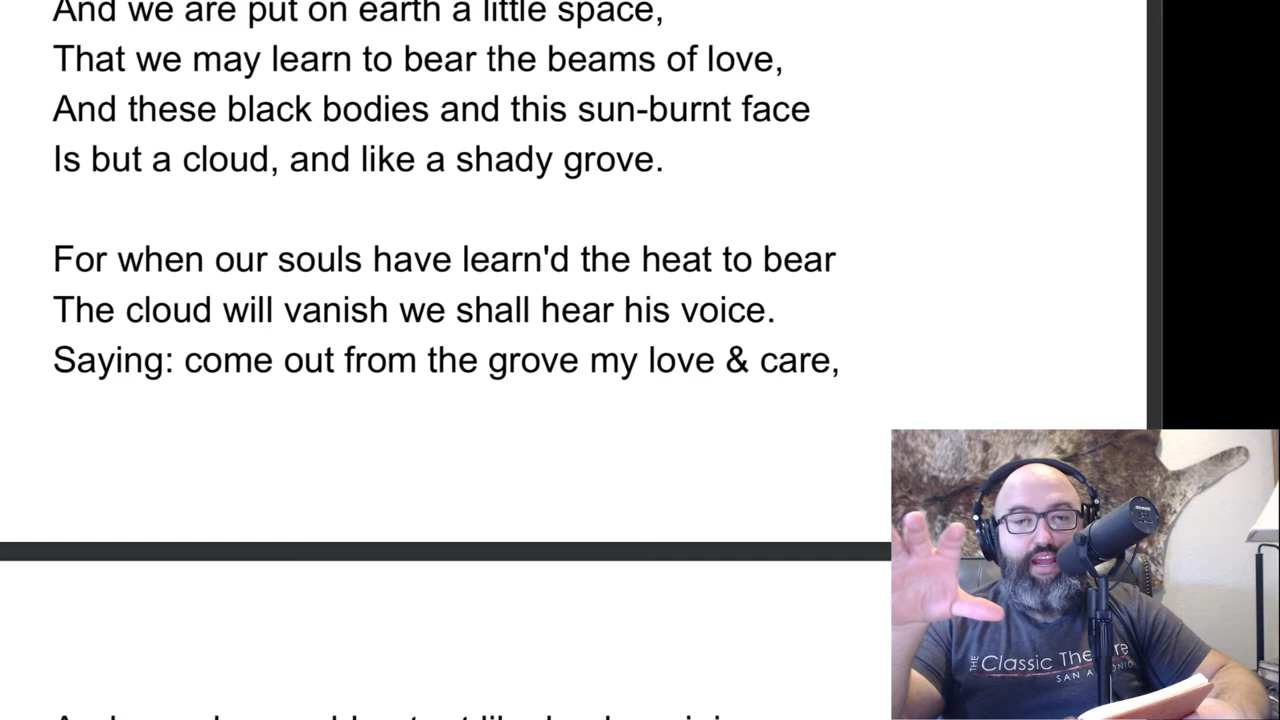 And we are put on earth a little space,
That we may learn to bear the beams of love,
And these black bodies and this sun-burnt face
Is but a cloud, and like a shady grove.
For when our souls have learn'd the heat to bear
The cloud will vanish we shall hear his voice.
Saying: come out from the grove my love & care,
THE Classic Theatre
SAN